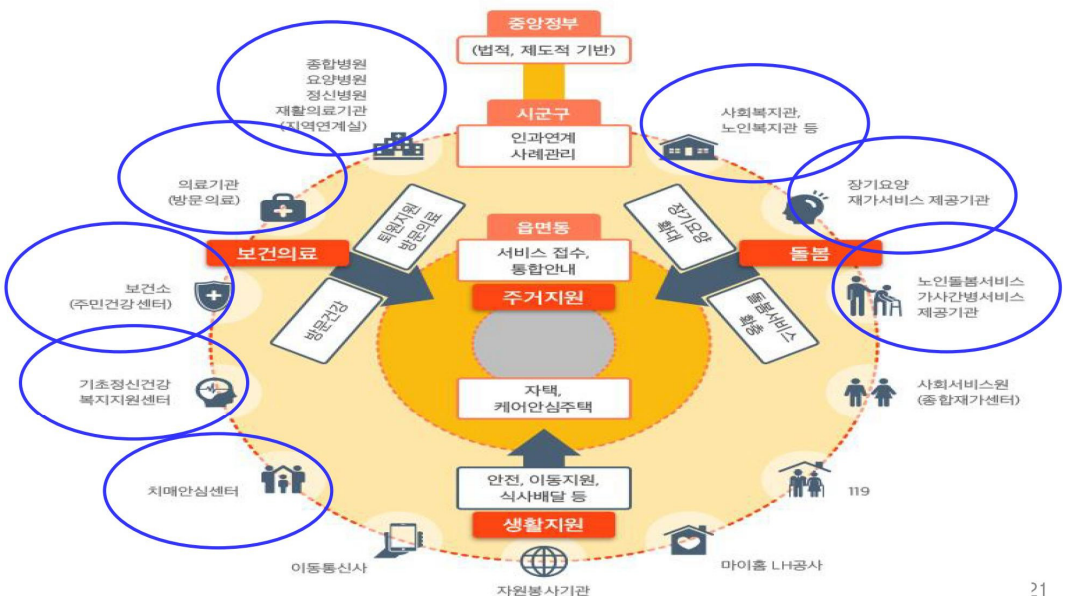 중앙정부
(법적, 제도적 기반)
종합병원
요양병원
정신병원
재활의료기관
(지역연계실)
시군구
인과연계
사례관리
사회복지관,
노인복지관 등
의료기관
(방문의료)
장기요양
재가서비스 제공기관
퇴원지원
방문의료
읍면동
서비스 접수,
통합안내
장기요양
확대
보건의료
돌봄
주거지원
보건소
(주민건강센터)
방문건강
돌봄서비스
확충
노인돌봄서비스
가사간병서비스
제공기관
기초정신건강
복지지원센터
자택,
케어안심주택
사회서비스원
(종합재가센터)
치매안심센터
안전, 이동지원,
식사배달 등
생활지원
119
이동통신사
자원봉사기관
마이홈 LH공사
21